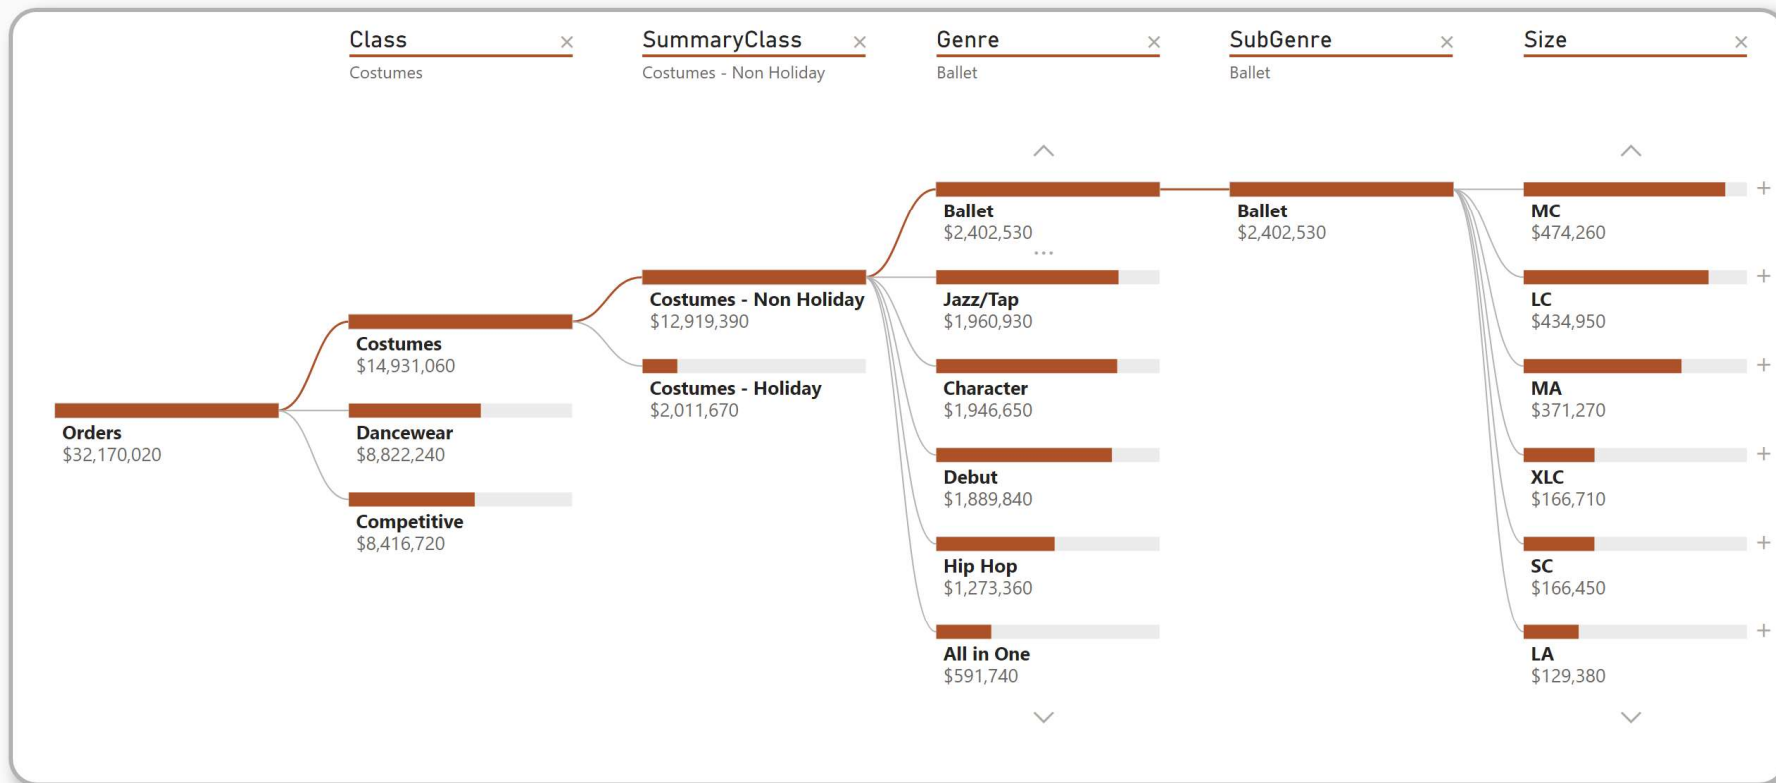 Class
Costumes
SummaryClass
Costumes - Non Holiday
Genre
Ballet
SubGenre
Ballet
Size
Orders
$32,170,020
Costumes
$14,931,060
Dancewear
$8,822,240
Competitive
$8,416,720
Costumes - Non Holiday
$12,919,390
Costumes - Holiday
$2,011,670
Ballet
$2,402,530
...
Jazz/Tap
$1,960,930
Character
$1,946,650
Debut
$1,889,840
Hip Hop
$1,273,360
All in One
$591,740
Ballet
$2,402,530
MC
$474,260
LC
$434,950
MA
$371,270
XLC
$166,710
SC
$166,450
LA
$129,380